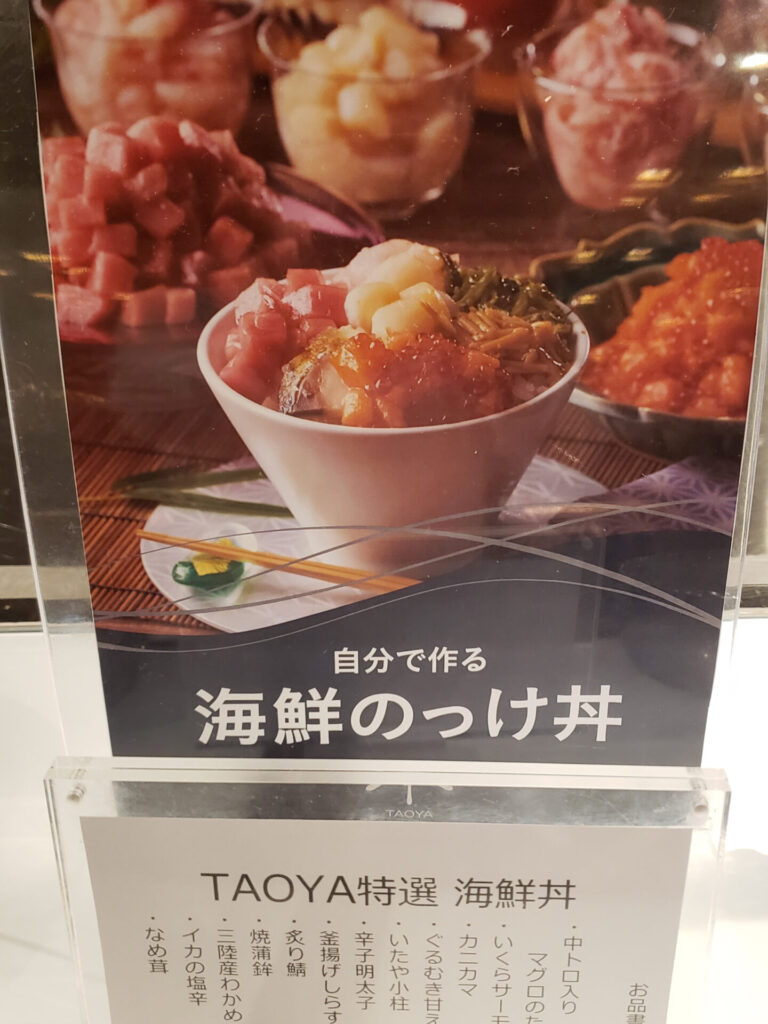 自分で作る
海鮮のっけ丼
TAOYA
TAOYA特選 海鮮丼
お品書
・中トロ入り
マグロのた
・いくらサーモ
・カニカマ
・ぐるむき甘え
・いたや小柱
・辛子明太子
・釜揚げしらす
・炙り鯖
・焼蒲鉾
・三陸産わかめ
・イカの塩辛
・なめ茸